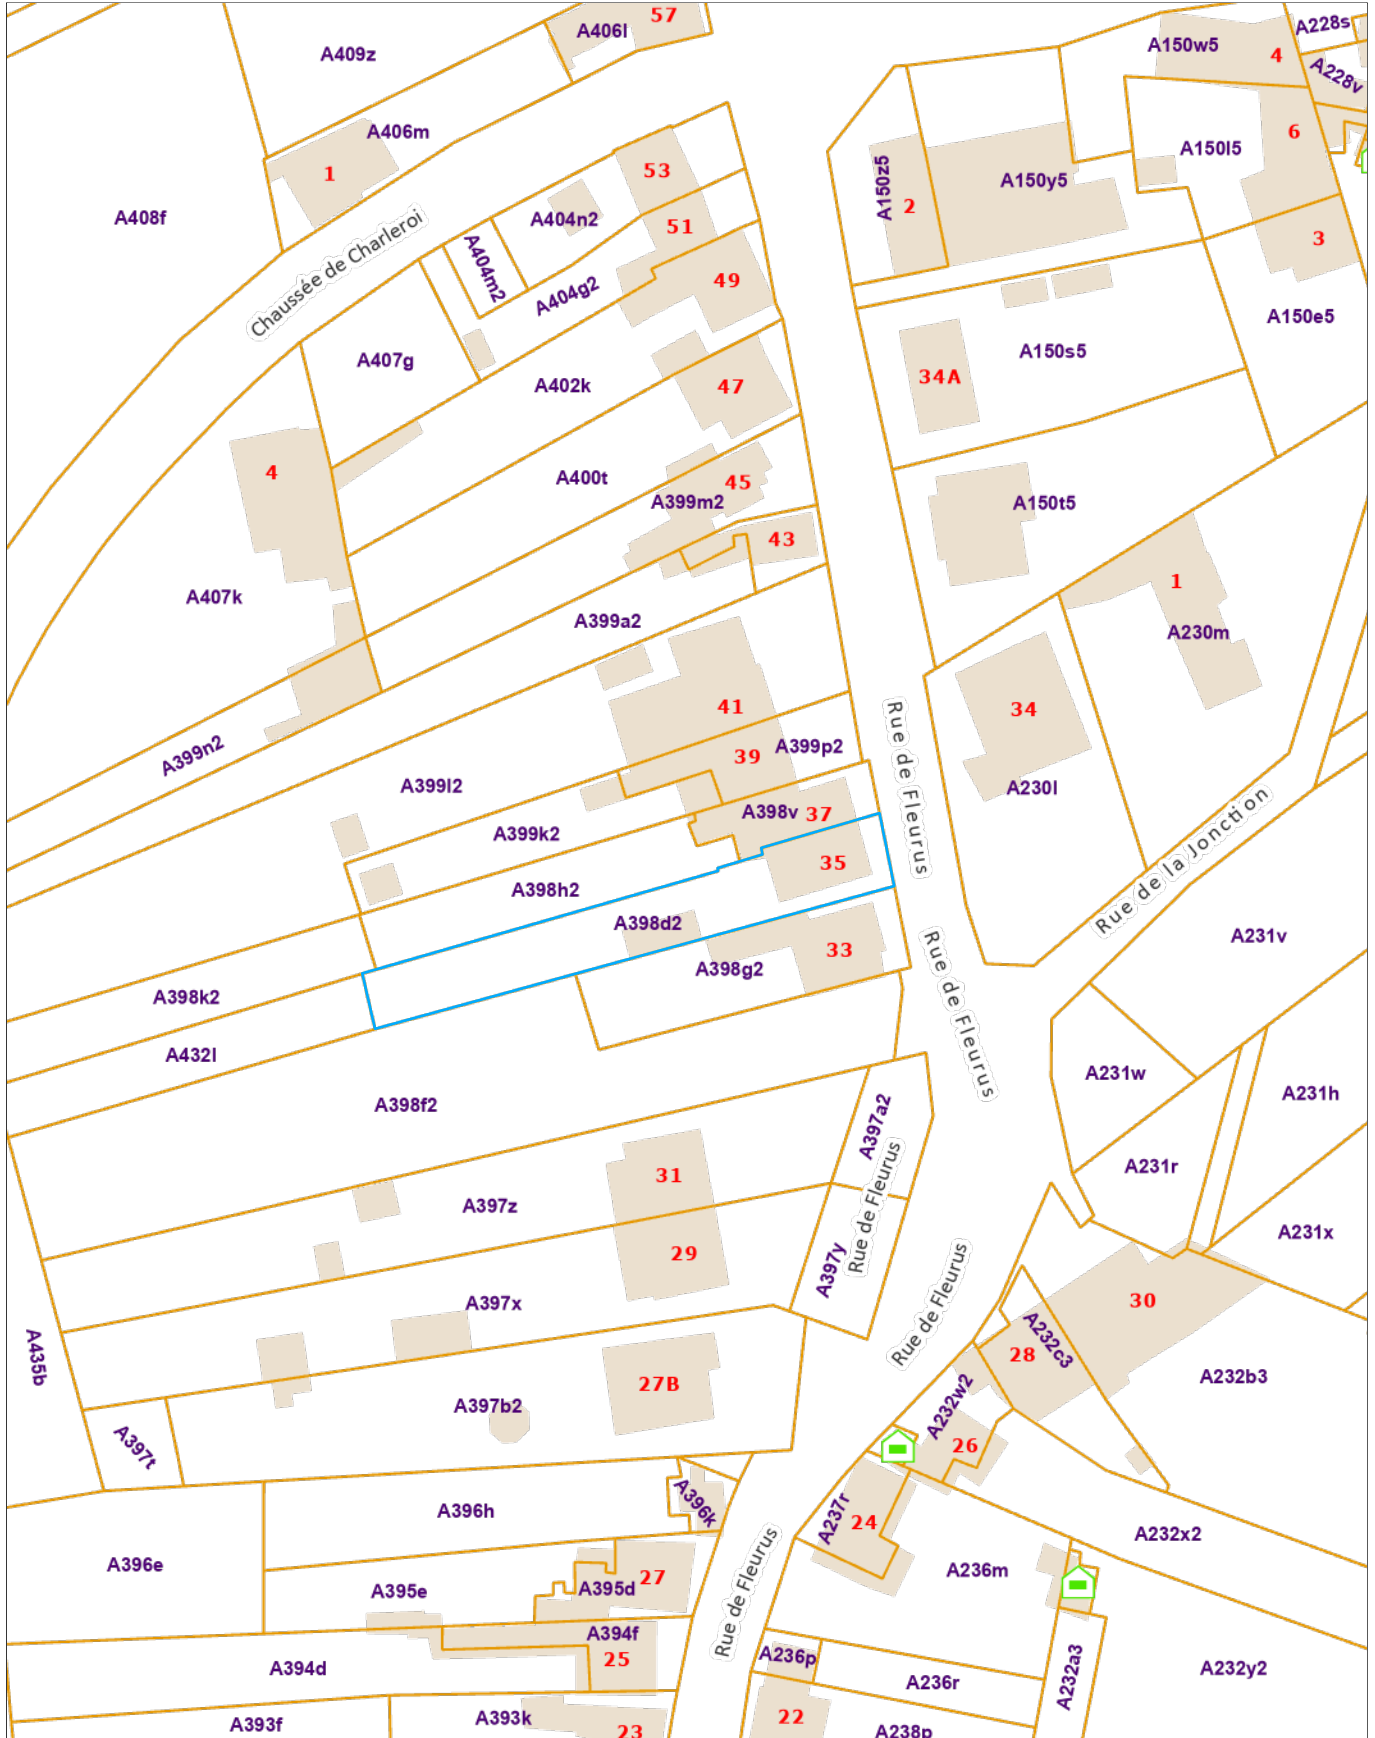 57
A406l
A409z
A228s
A150w5
4
A228v
A406m
1
6
A150l5
53
A150y5
A150z5
2
A408f
A404n2
51
3
Chaussée de Charleroi
A404m2
A404g2
49
A150e5
A407g
A402k
47
34A
A150s5
4
A400t
45
A399m2
A150t5
43
1
A407k
A399a2
A230m
41
34
A399n2
39
A399p2
Rue de Fleurus
A399l2
A230l
A398v
37
A399k2
Rue de la Jonction
35
A398h2
A398d2
33
A398g2
A231v
A398k2
Rue de Fleurus
A432l
A231w
A231h
A398f2
A397a2
31
A231r
A397z
Rue de Fleurus
A231x
29
A397y
A397x
30
Rue de Fleurus
A435b
A232c3
28
27B
A232b3
A397b2
A232w2
A397t
26
A396k
A396h
A237r
24
A232x2
A396e
27
A395d
A395e
A236m
Rue de Fleurus
A394f
25
A236p
A394d
A236r
A232a3
A232y2
A393f
A393k
23
22
A238p